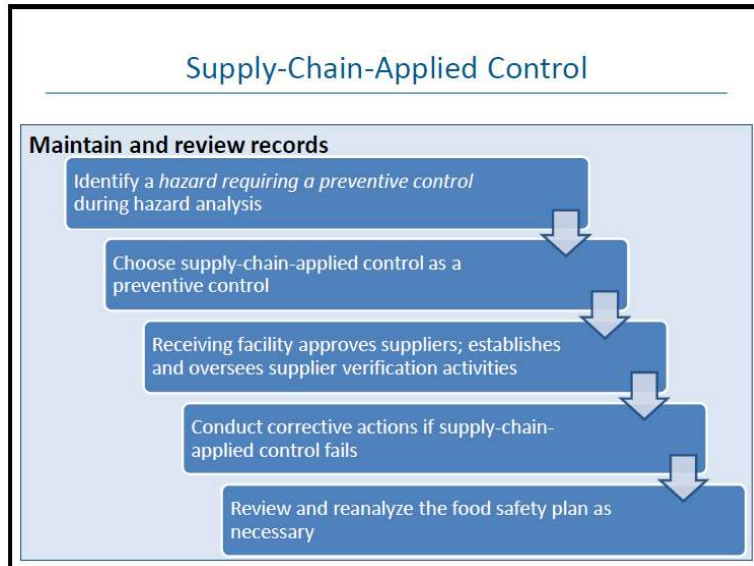 Supply-Chain-Applied Control
Maintain and review records
Identify a hazard requiring a preventive control
during hazard analysis
Choose supply-chain-applied control as a
preventive control
Receiving facility approves suppliers; establishes
and oversees supplier verification activities
Conduct corrective actions if supply-chain-
applied control fails
Review and reanalyze the food safety plan as
necessary